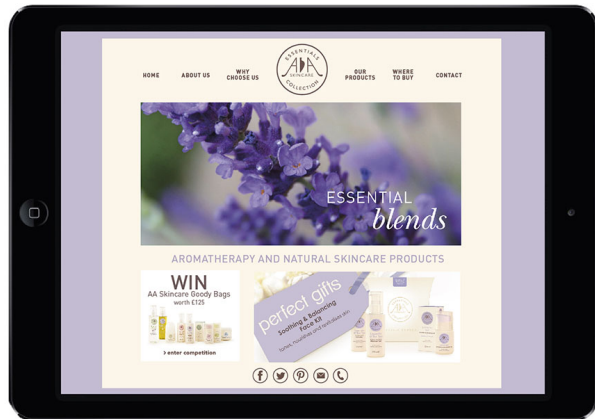 ESSENTIALS
AA
SKINCARE
COLLECTION
HOME
ABOUT US
WHY
CHOOSE US
OUR
PRODUCTS
WHERE
TO BUY
CONTACT
ESSENTIAL
blends
AROMATHERAPY AND NATURAL SKINCARE PRODUCTS
WIN
AA Skincare Goody Bags
worth £125
> enter competition
perfect gifts
Soothing & Balancing
Face Kit